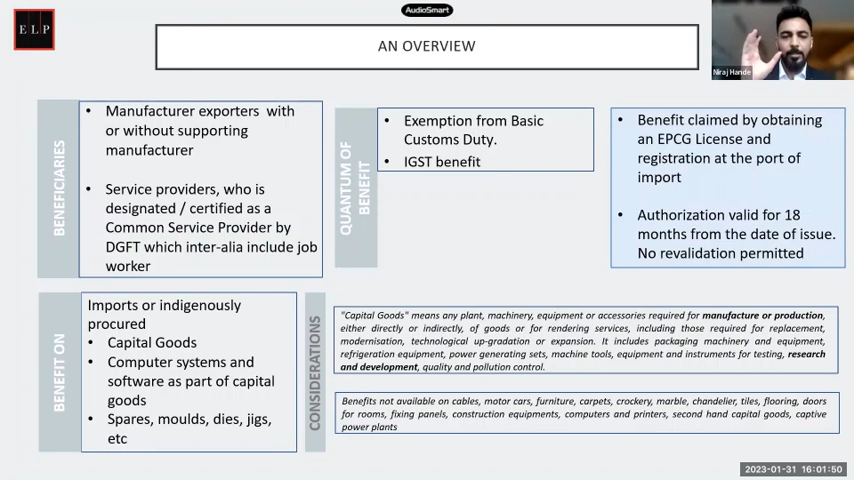 AudioSmart
ELP
AN OVERVIEW
Niraj Hande
BENEFICIARIES
• Manufacturer exporters with
or without supporting
manufacturer
• Service providers, who is
designated / certified as a
Common Service Provider by
DGFT which inter-alia include job
worker
QUANTUM OF
BENEFIT
• Exemption from Basic
Customs Duty.
• IGST benefit
• Benefit claimed by obtaining
an EPCG License and
registration at the port of
import
• Authorization valid for 18
months from the date of issue.
No revalidation permitted
BENEFIT ON
Imports or indigenously
procured
• Capital Goods
• Computer systems and
software as part of capital
goods
• Spares, moulds, dies, jigs,
etc
CONSIDERATIONS
"Capital Goods" means any plant, machinery, equipment or accessories required for manufacture or production,
either directly or indirectly, of goods or for rendering services, including those required for replacement,
modernisation, technological up-gradation or expansion. It includes packaging machinery and equipment,
refrigeration equipment, power generating sets, machine tools, equipment and instruments for testing, research
and development, quality and pollution control.
Benefits not available on cables, motor cars, furniture, carpets, crockery, marble, chandelier, tiles, flooring, doors
for rooms, fixing panels, construction equipments, computers and printers, second hand capital goods, captive
power plants
2023-01-31 16:01:50